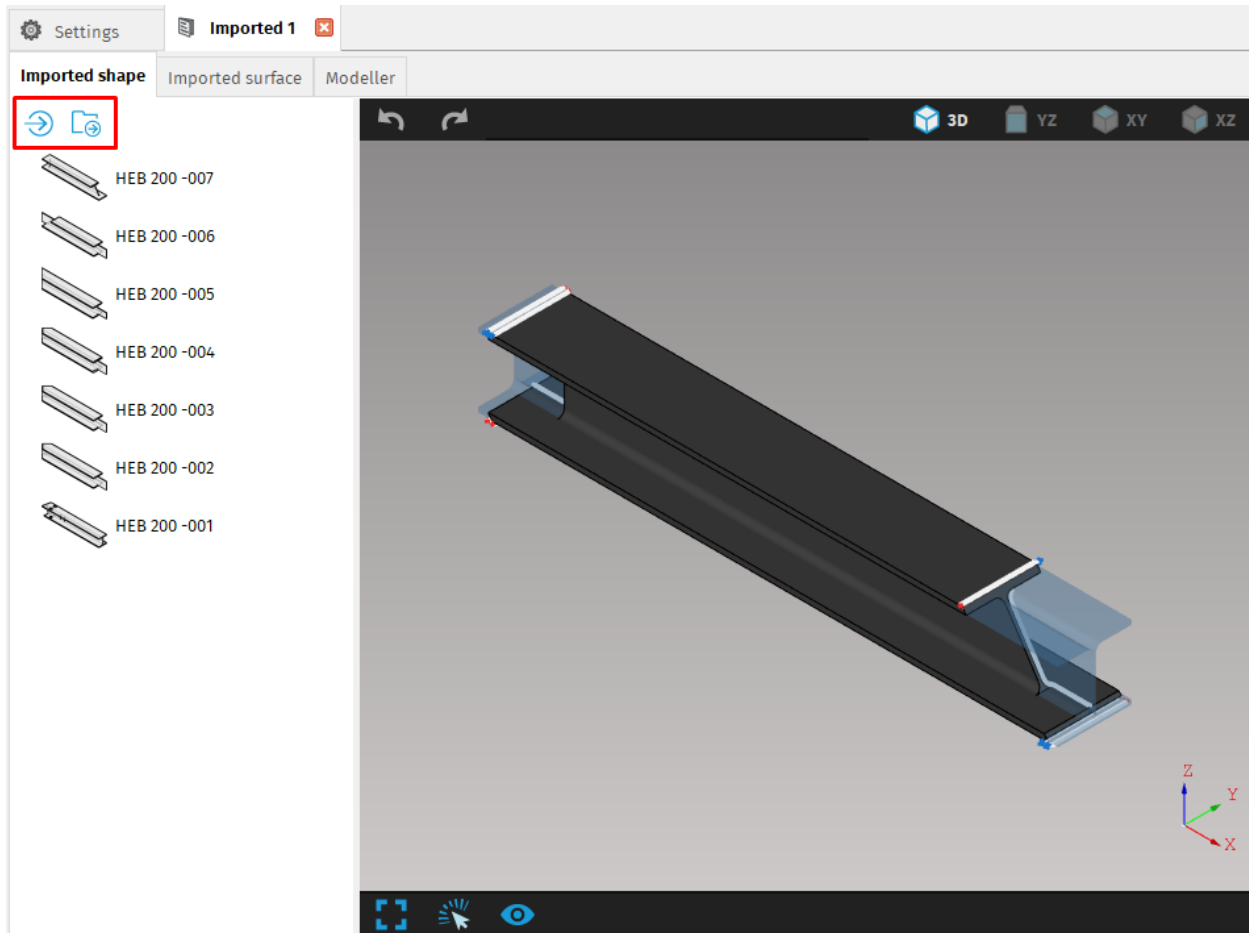 Settings
Imported 1
Imported shape
Imported surface
Modeller
3D
YZ
XY
XZ
HEB 200 -007
HEB 200 -006
HEB 200 -005
HEB 200 -004
HEB 200 -003
HEB 200 -002
HEB 200 -001
Z
Y
X